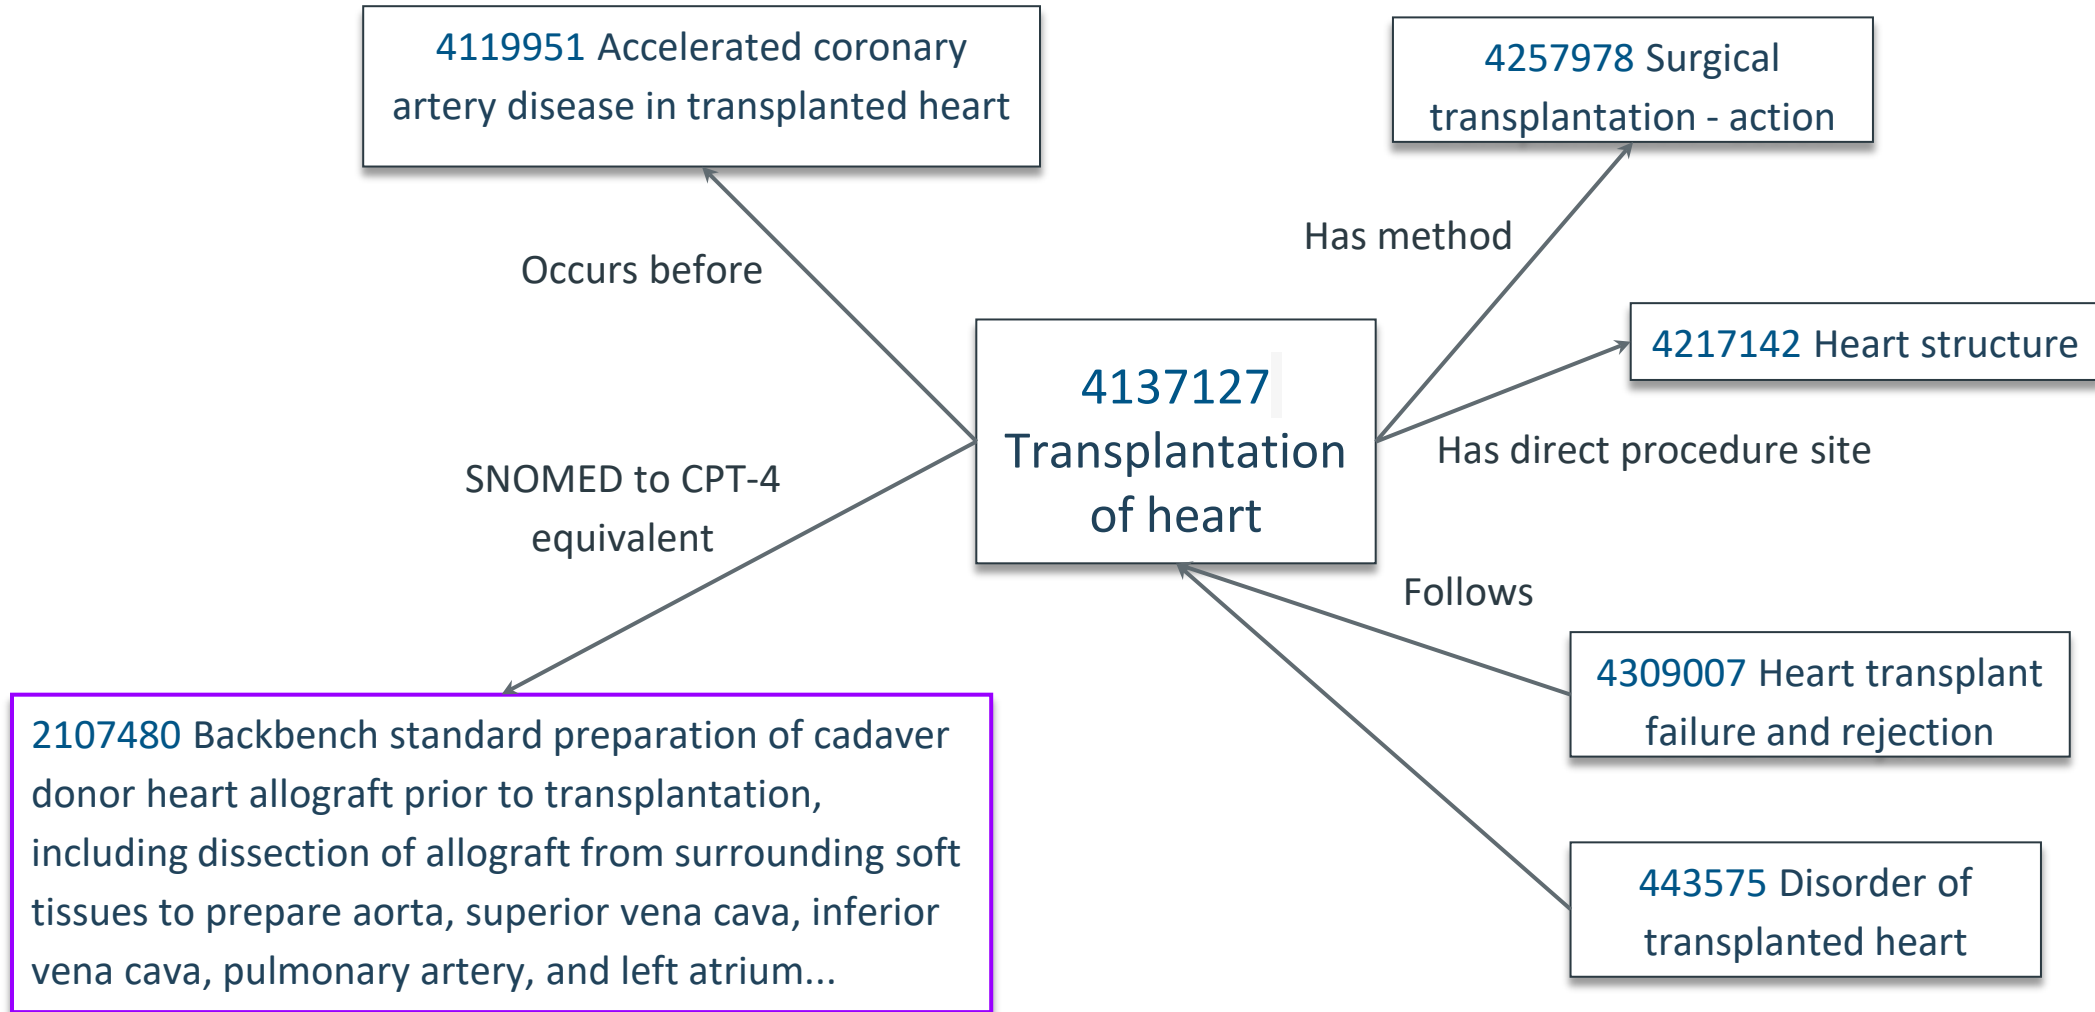 4119951 Accelerated coronary
artery disease in transplanted heart
4257978 Surgical
transplantation - action
Has method
Occurs before
4217142 Heart structure
4137127
Transplantation
of heart
Has direct procedure site
SNOMED to CPT-4
equivalent
Follows
4309007 Heart transplant
failure and rejection
2107480 Backbench standard preparation of cadaver
donor heart allograft prior to transplantation,
including dissection of allograft from surrounding soft
tissues to prepare aorta, superior vena cava, inferior
vena cava, pulmonary artery, and left atrium...
443575 Disorder of
transplanted heart